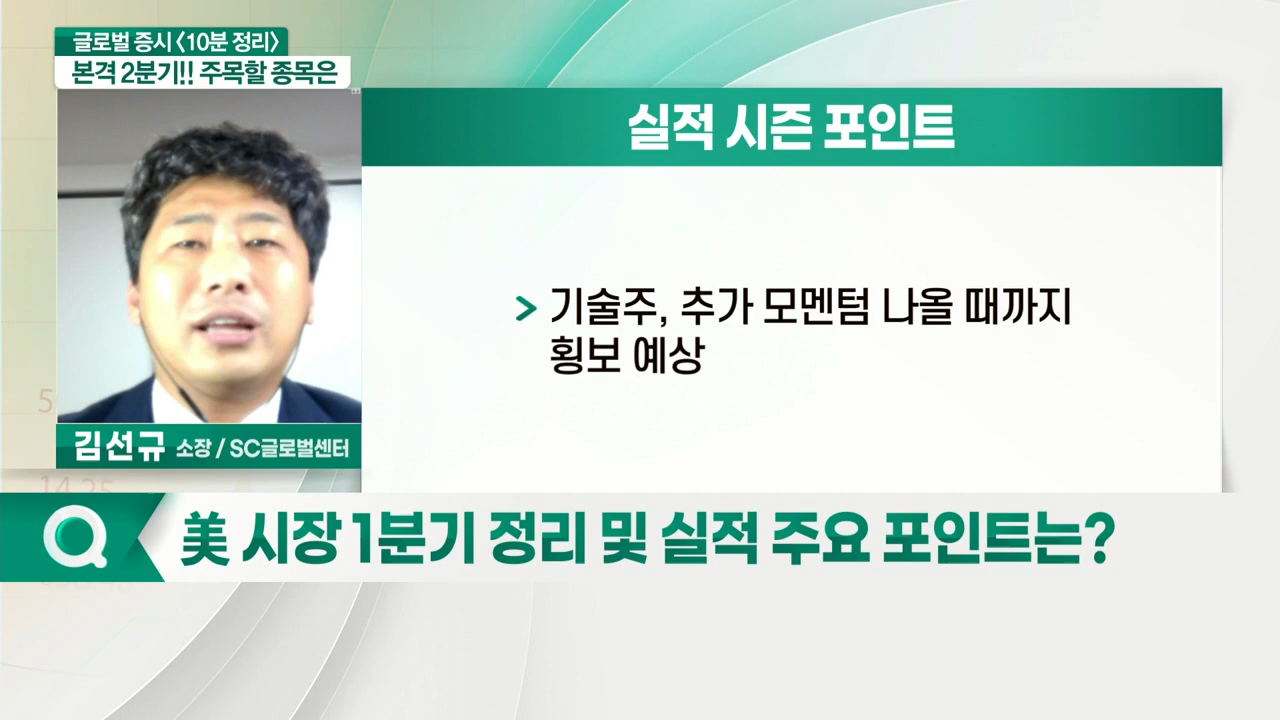 글로벌 증시 <10분 정리>
본격 2분기!! 주목할 종목은
실적 시즌 포인트
> 기술주, 추가 모멘텀 나올 때까지
횡보 예상
김선규 소장 / SC글로벌센터
Q 美 시장 1분기 정리 및 실적 주요 포인트는?